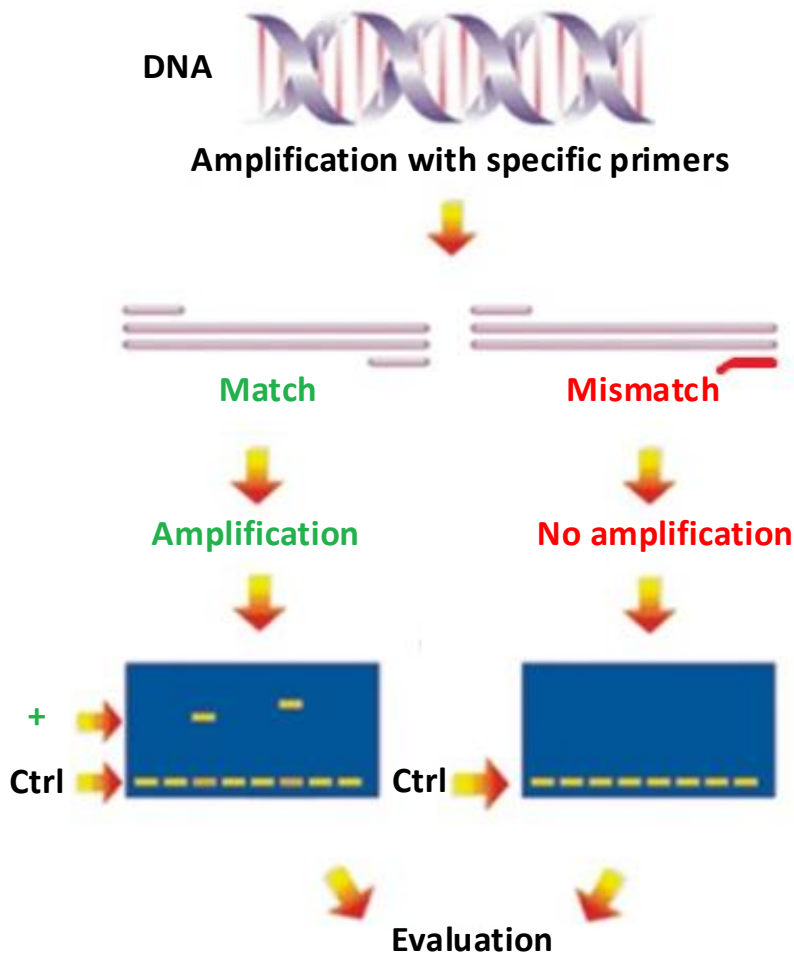 DNA
Amplification with specific primers
Match
Mismatch
Amplification
No amplification
+
Ctrl
Ctrl
Evaluation